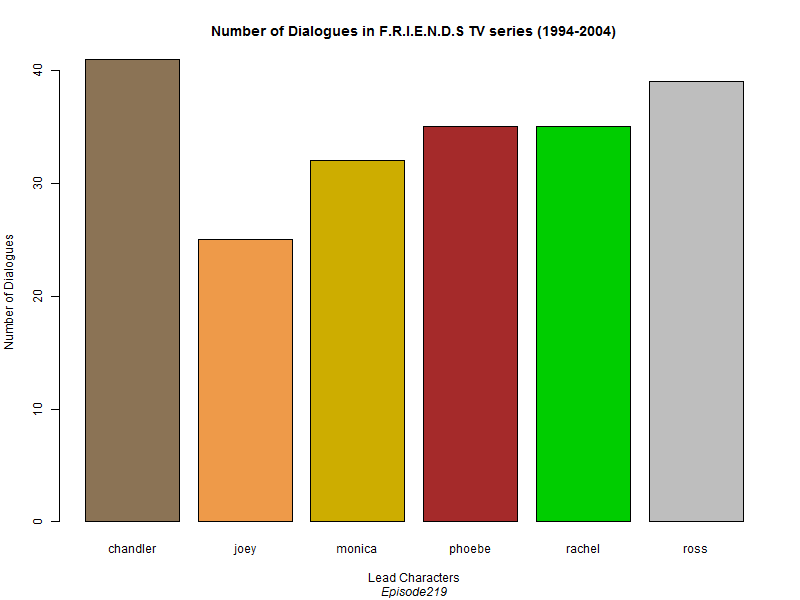 Number of Dialogues in F.R.I.E.N.D.S TV series (1994-2004)
Number of Dialogues
40
30
20
10
0
chandler joey monica phoebe rachel ross
Lead Characters
Episode219